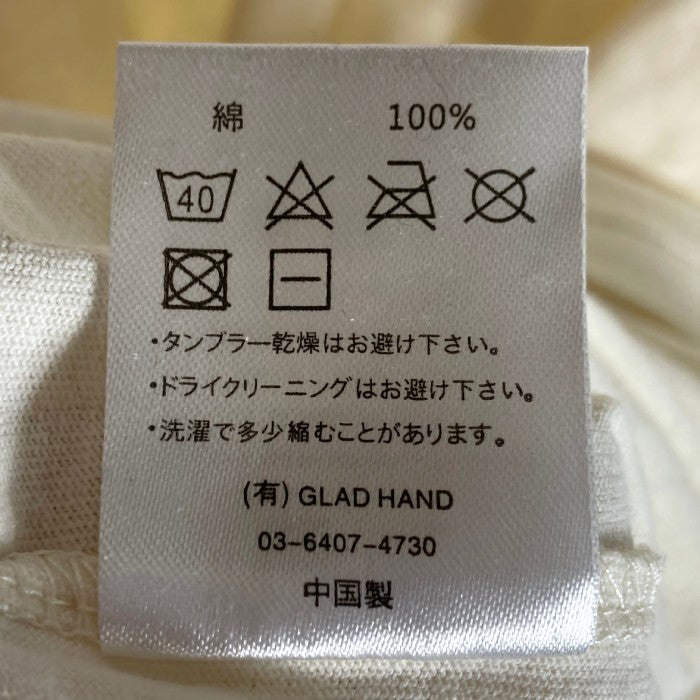 綿 100%
40
・タンブラー乾燥はお避け下さい。
・ドライクリーニングはお避け下さい。
・洗濯で多少縮むことがあります。
(有) GLAD HAND
03-6407-4730
中国製